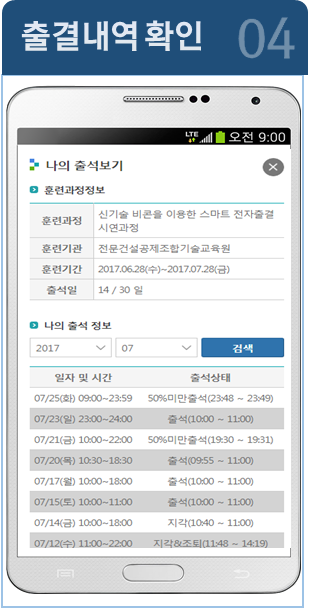 출결내역 확인 04
LTE 오전 9:00
나의 출석보기
훈련과정정보
훈련과정 신기술 비콘을 이용한 스마트 전자출결
시연과정
훈련기관 전문건설공제조합기술교육원
훈련기간 2017.06.28(수)~2017.07.28(금)
출석일 14 / 30 일
나의 출석 정보
2017 07 검색
일자 및 시간 출석상태
07/25(화) 09:00~23:59 50%미만출석(23:48 ~ 23:49)
07/23(일) 23:00~24:00 출석(10:00 ~ 11:00)
07/21(금) 10:00~22:00 50%미만출석(19:30 ~ 19:31)
07/20(목) 10:30~18:30 출석(09:55 ~ 11:00)
07/17(월) 10:00~18:00 출석(10:00 ~ 11:00)
07/15(토) 10:00~11:00 출석(10:00 ~ 11:00)
07/14(금) 10:00~18:00 지각(10:40 ~ 11:00)
07/12(수) 11:00~22:00 지각&조퇴(11:48 ~ 14:19)